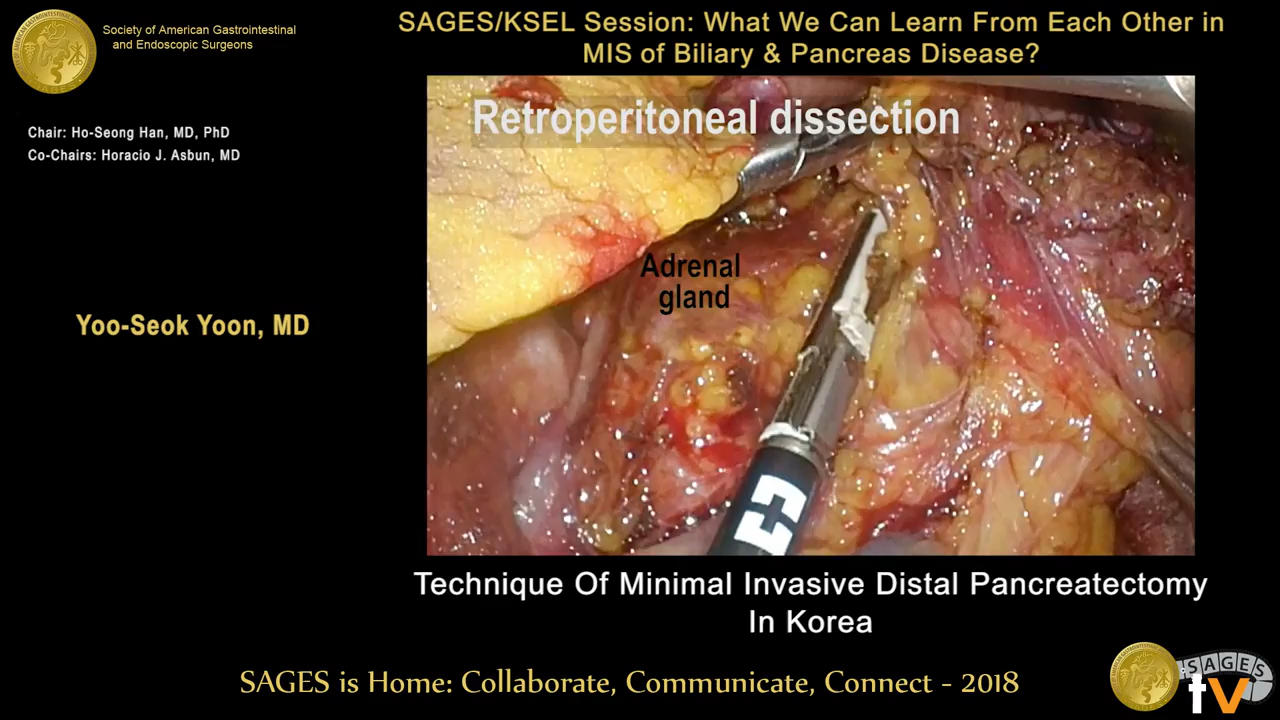 Society of American Gastrointestinal
and Endoscopic Surgeons
SAGES/KSEL Session: What We Can Learn From Each Other in
MIS of Biliary & Pancreas Disease?
Chair: Ho-Seong Han, MD, PhD
Co-Chairs: Horacio J. Asbun, MD
Yoo-Seok Yoon, MD
Retroperitoneal dissection
Adrenal
gland
Technique Of Minimal Invasive Distal Pancreatectomy
In Korea
SAGES is Home: Collaborate, Communicate, Connect - 2018
SAGES
tv